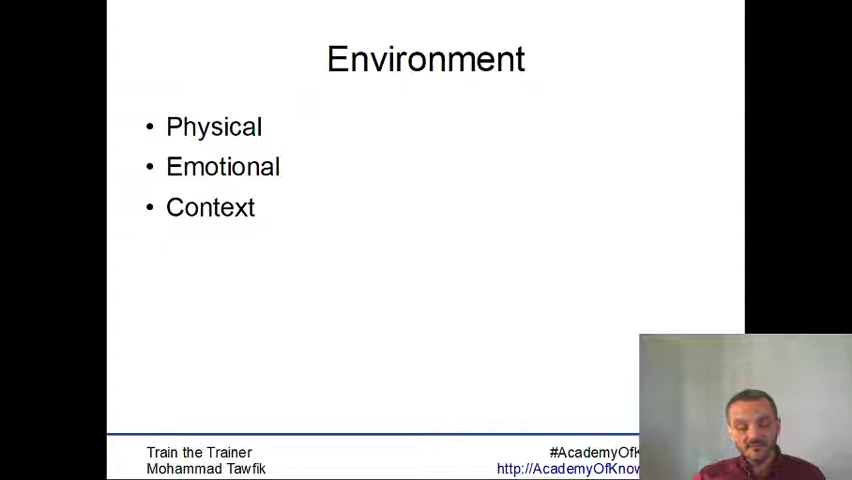 Environment
• Physical
• Emotional
• Context
Train the Trainer
Mohammad Tawfik
#AcademyOfK
http://AcademyOfKnow